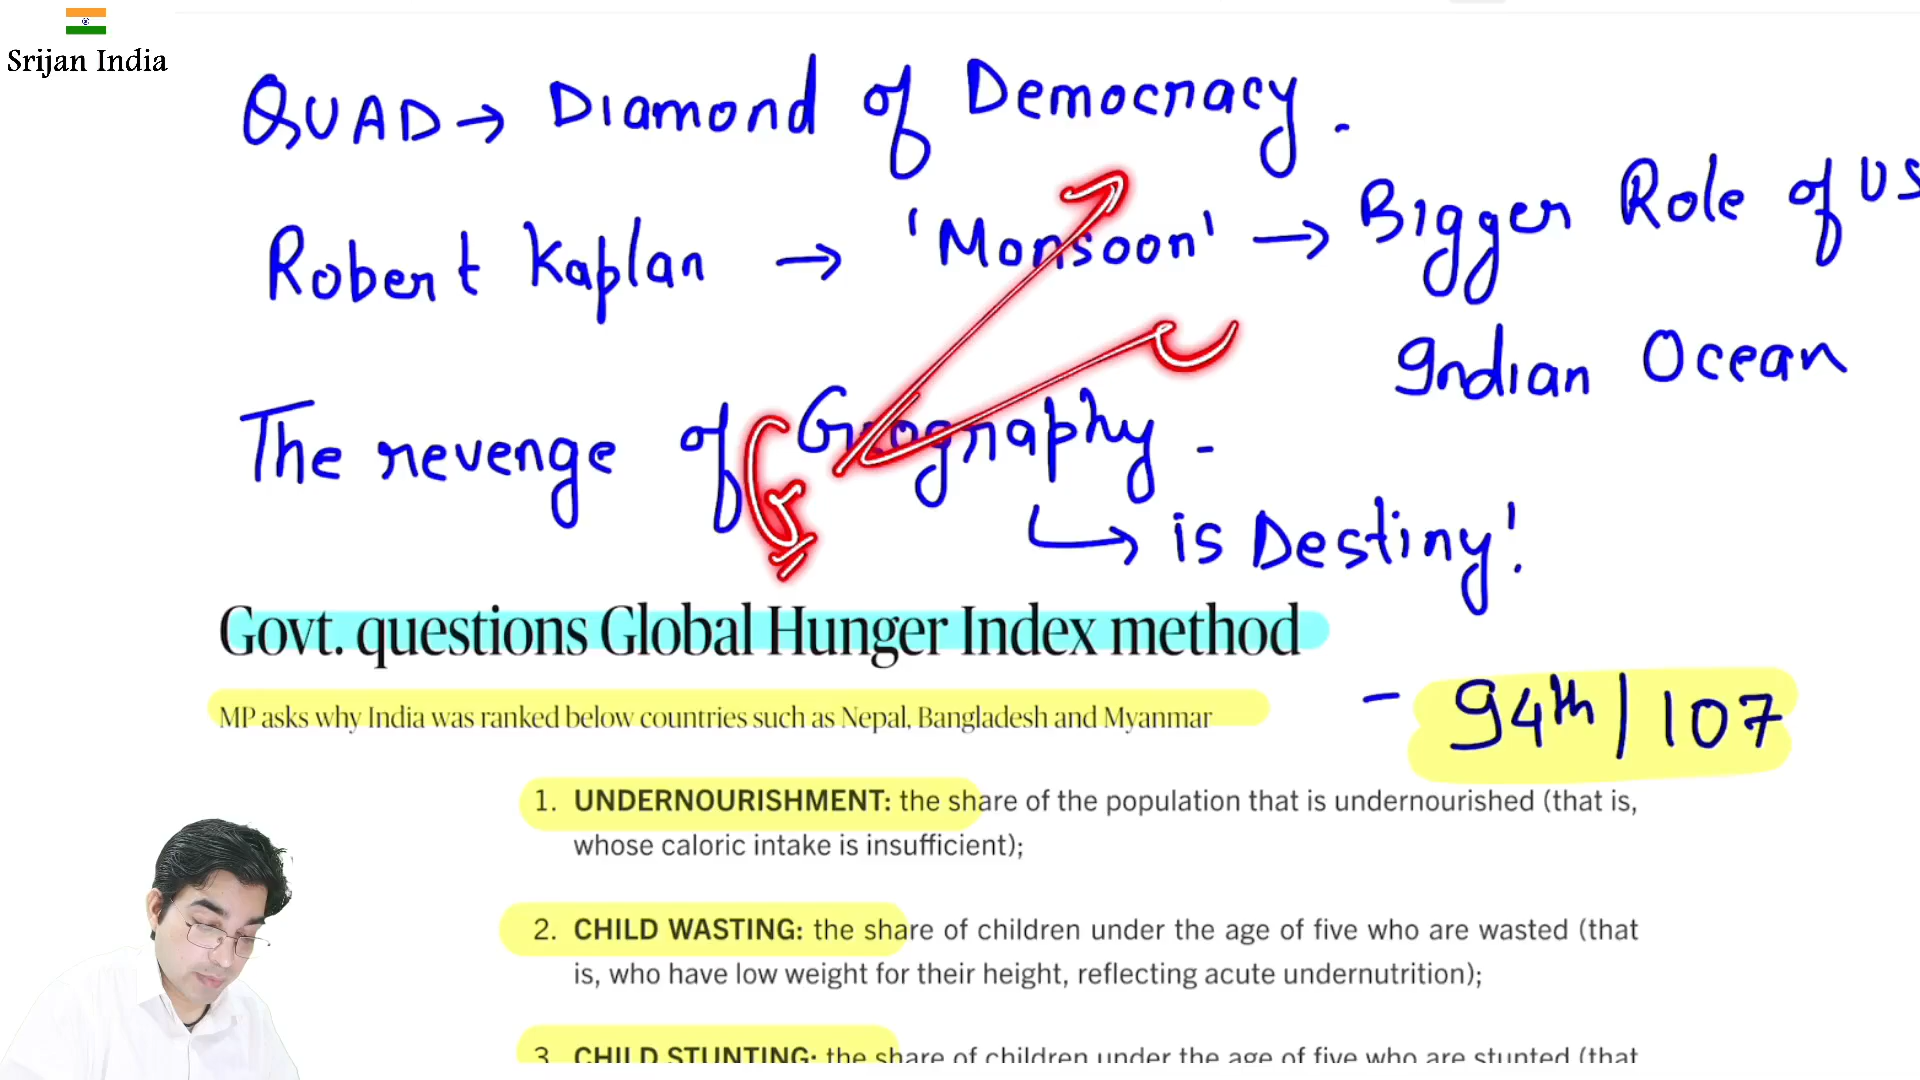 Srijan India
QUAD → Diamond of Democracy.
Robert Kaplan → 'Monsoon' → Bigger Role of US
Indian Ocean
The revenge of Geography.
↳ is Destiny!
Govt. questions Global Hunger Index method
MP asks why India was ranked below countries such as Nepal, Bangladesh and Myanmar
- 94th | 107
1. UNDERNOURISHMENT: the share of the population that is undernourished (that is,
whose caloric intake is insufficient);
2. CHILD WASTING: the share of children under the age of five who are wasted (that
is, who have low weight for their height, reflecting acute undernutrition);
3. CHILD STUNTING: the share of children under the age of five who are stunted (that